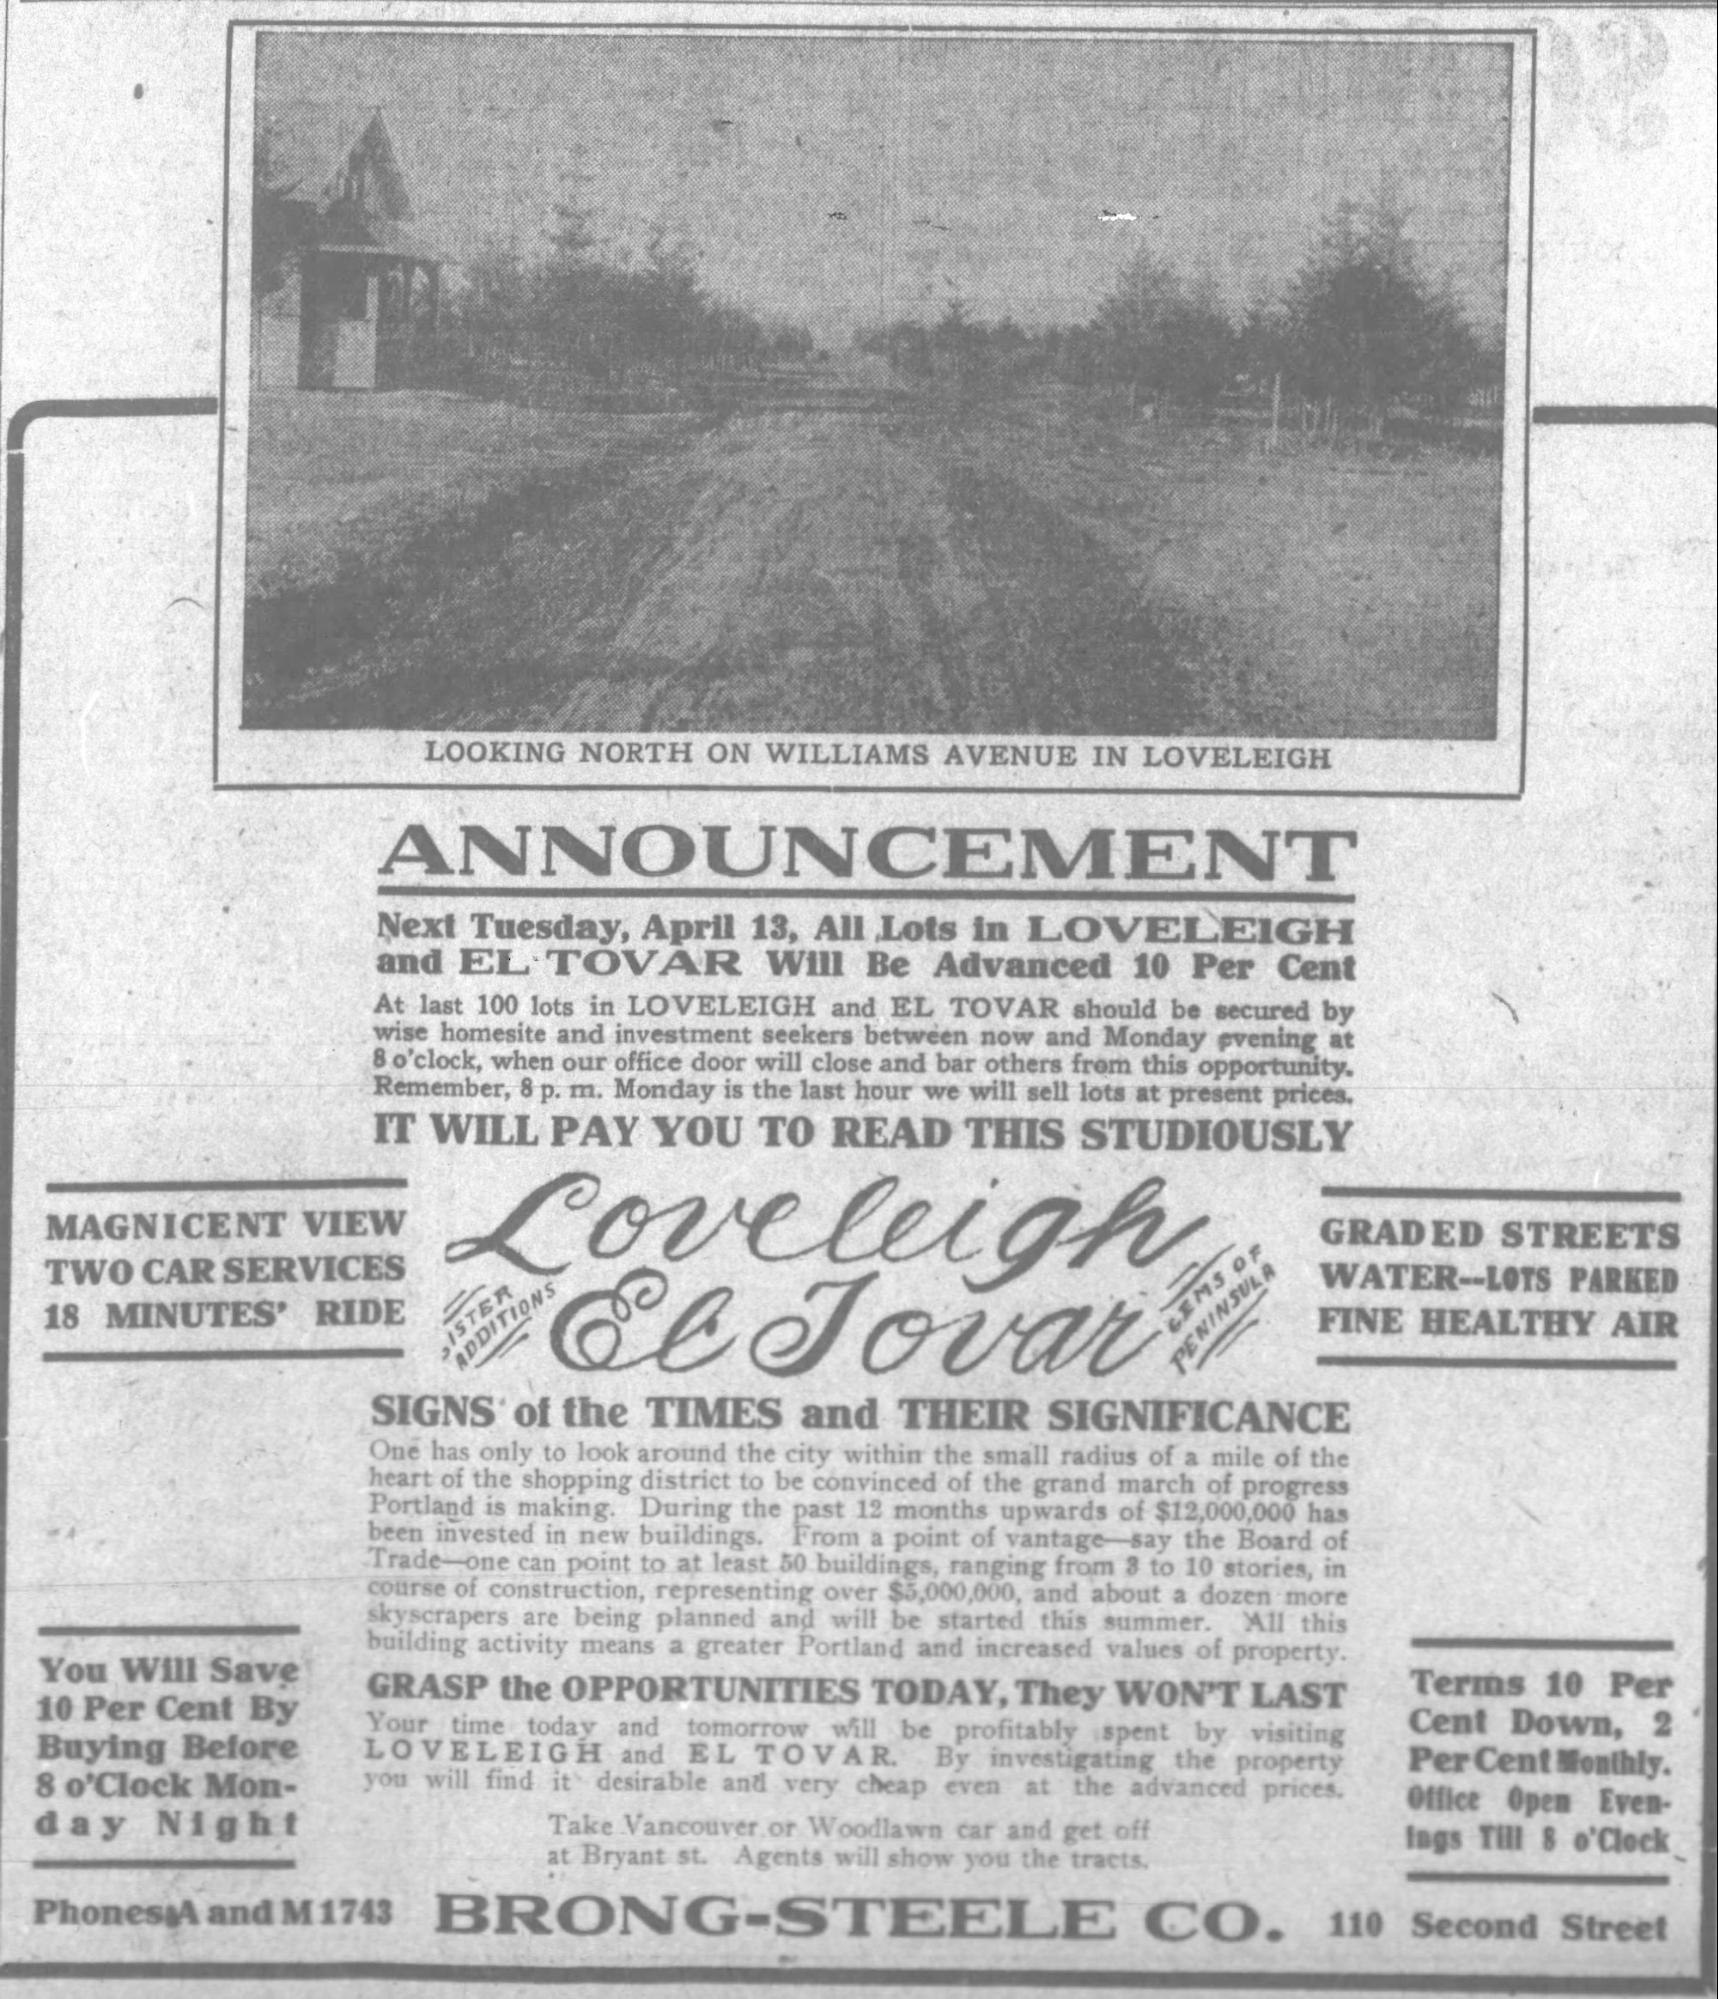 LOOKING NORTH ON WILLIAMS AVENUE IN LOVELEIGH
ANNOUNCEMENT
Next Tuesday, April 13, All Lots in LOVELEIGH
and EL TOVAR Will Be Advanced 10 Per Cent
At last 100 lots in LOVELEIGH and EL TOVAR should be secured by
wise homesite and investment seekers between now and Monday evening at
8 o'clock, when our office door will close and bar others from this opportunity.
Remember, 8 p. m. Monday is the last hour we will sell lots at present prices.
IT WILL PAY YOU TO READ THIS STUDIOUSLY
MAGNICENT VIEW
TWO CAR SERVICES
18 MINUTES' RIDE
Loveleigh
El Tovar
SISTER
ADDITIONS
GEMS OF
PENINSULA
GRADED STREETS
WATER--LOTS PARKED
FINE HEALTHY AIR
SIGNS of the TIMES and THEIR SIGNIFICANCE
One has only to look around the city within the small radius of a mile of the
heart of the shopping district to be convinced of the grand march of progress
Portland is making. During the past 12 months upwards of $12,000,000 has
been invested in new buildings. From a point of vantage—say the Board of
Trade—one can point to at least 50 buildings, ranging from 3 to 10 stories, in
course of construction, representing over $5,000,000, and about a dozen more
skyscrapers are being planned and will be started this summer. All this
building activity means a greater Portland and increased values of property.
GRASP the OPPORTUNITIES TODAY, They WON'T LAST
Your time today and tomorrow will be profitably spent by visiting
LOVELEIGH and EL TOVAR. By investigating the property
you will find it desirable and very cheap even at the advanced prices.
Take Vancouver or Woodlawn car and get off
at Bryant st. Agents will show you the tracts.
You Will Save
10 Per Cent By
Buying Before
8 o'Clock Mon-
day Night
Terms 10 Per
Cent Down, 2
Per Cent Monthly.
Office Open Even-
ings Till 8 o'Clock
Phones A and M 1743
BRONG-STEELE CO.
110 Second Street